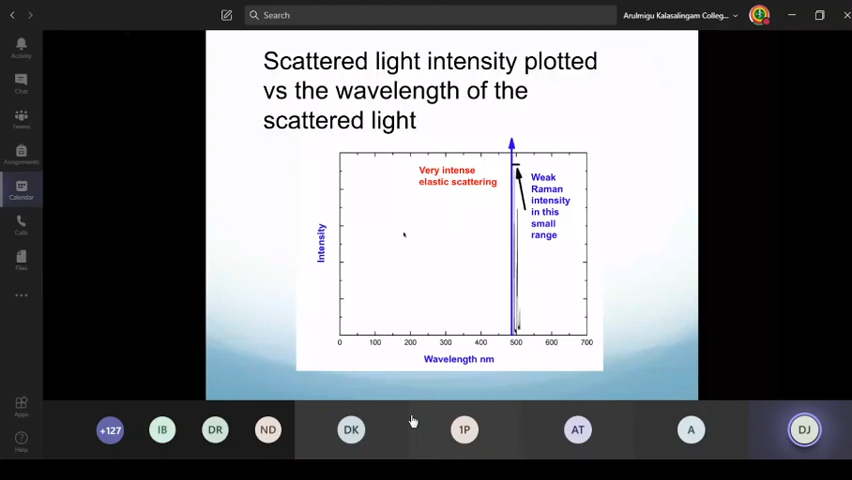 Search
Arulmigu Kalasalingam Colleg...
Activity
Chat
Teams
Assignments
Calendar
Calls
Files
Apps
Help
Scattered light intensity plotted
vs the wavelength of the
scattered light
Very intense
elastic scattering
Weak
Raman
intensity
in this
small
range
Intensity
0 100 200 300 400 500 600 700
Wavelength nm
+127
IB
DR
ND
DK
1P
AT
A
DJ